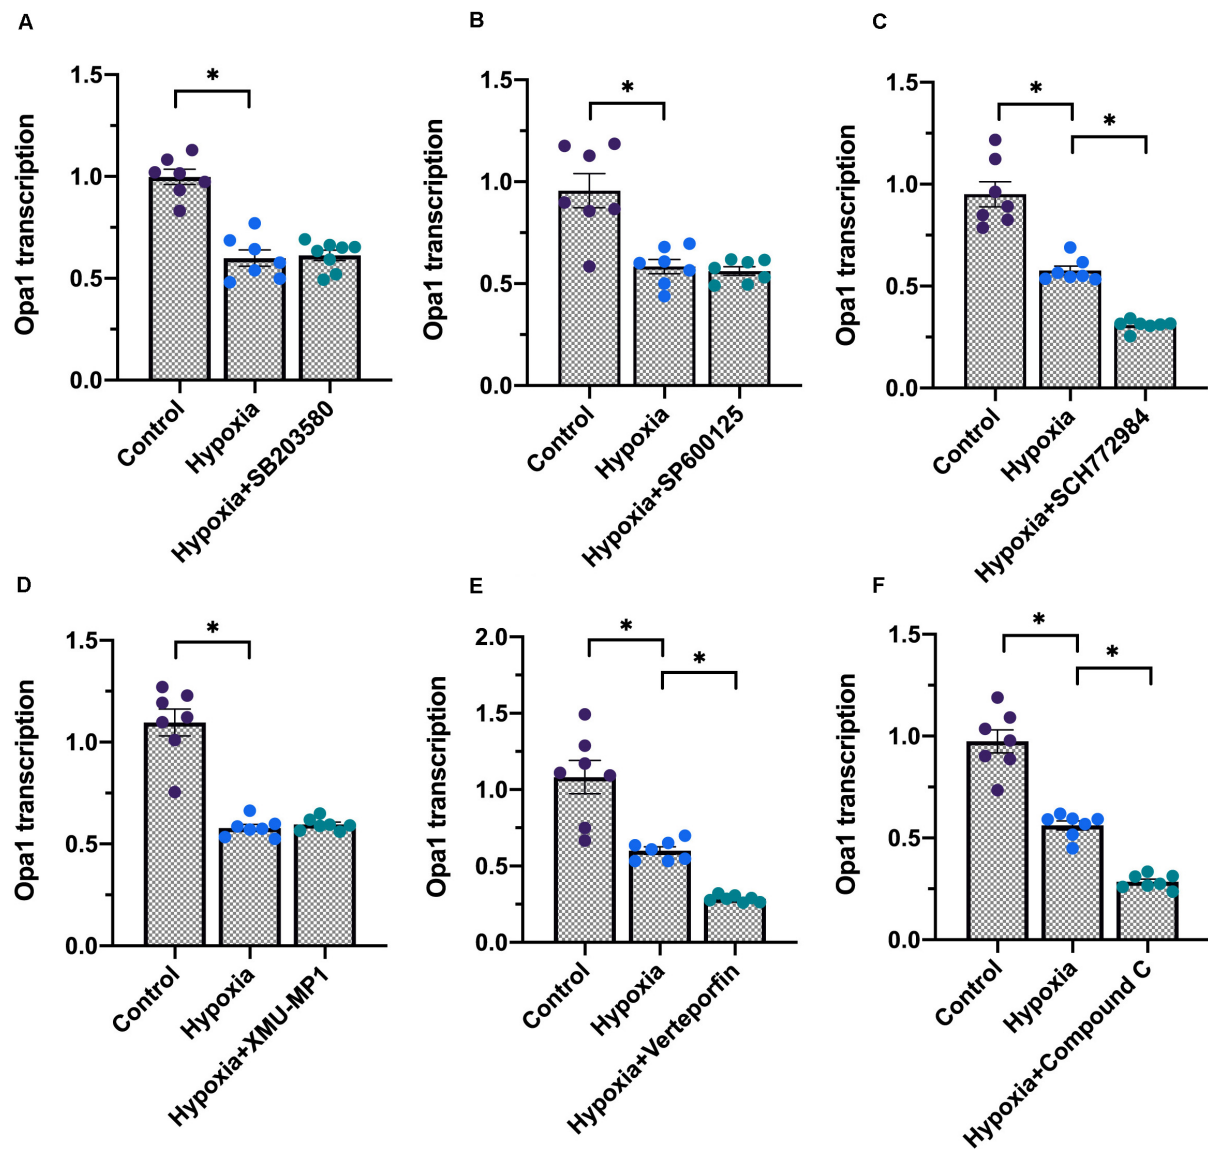 A
Opa1 transcription
1.5
1.0
0.5
0.0
*
Control
Hypoxia
Hypoxia+SB203580
B
Opa1 transcription
1.5
1.0
0.5
0.0
*
Control
Hypoxia
Hypoxia+SP600125
C
Opa1 transcription
1.5
1.0
0.5
0.0
*
*
Control
Hypoxia
Hypoxia+SCH772984
D
Opa1 transcription
1.5
1.0
0.5
0.0
*
Control
Hypoxia
Hypoxia+XMU-MP1
E
Opa1 transcription
2.0
1.5
1.0
0.5
0.0
*
*
Control
Hypoxia
Hypoxia+Verteporfin
F
Opa1 transcription
1.5
1.0
0.5
0.0
*
*
Control
Hypoxia
Hypoxia+Compound C